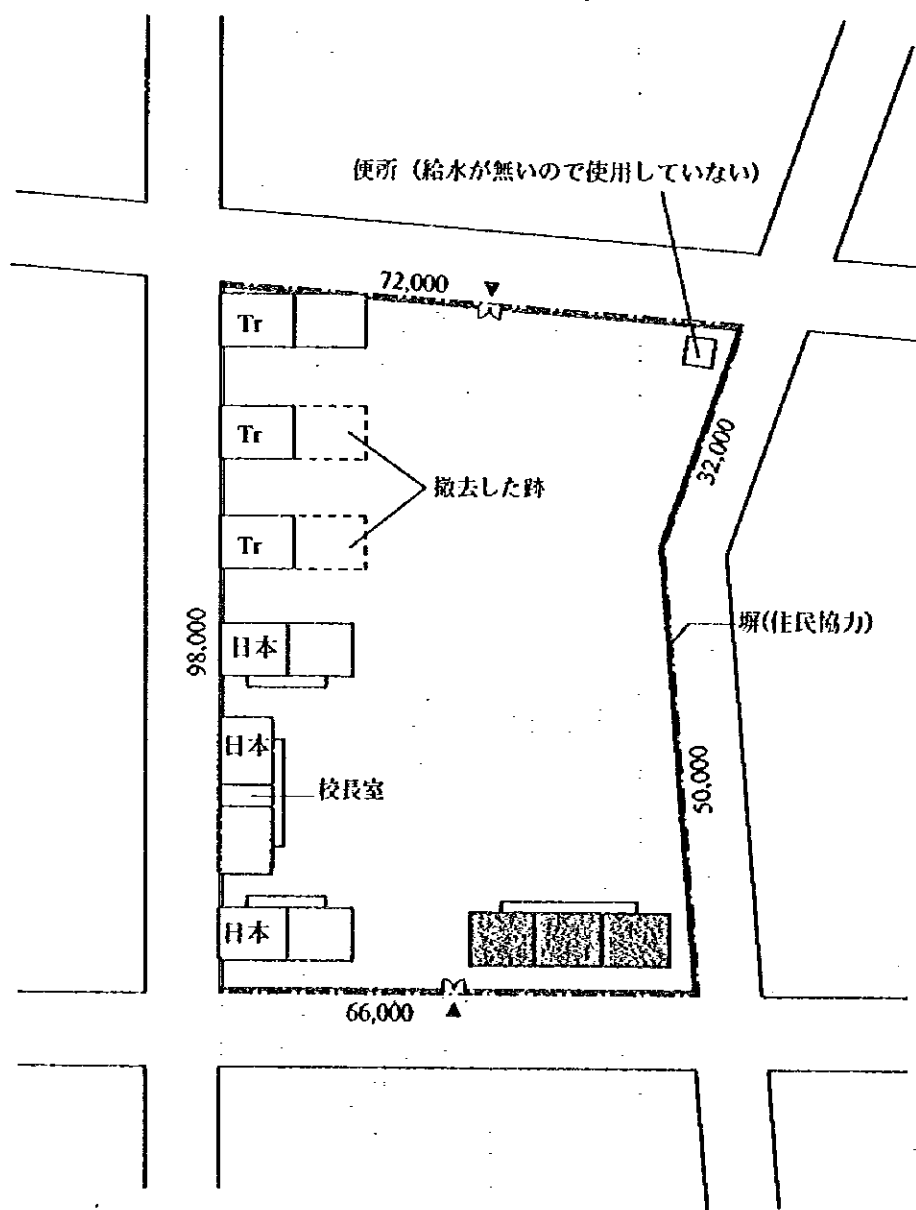 便所（給水が無いので使用していない）
72,000
Tr
Tr
撤去した跡
32,000
Tr
塀(住民協力)
98,000
日本
日本
校長室
50,000
日本
66,000